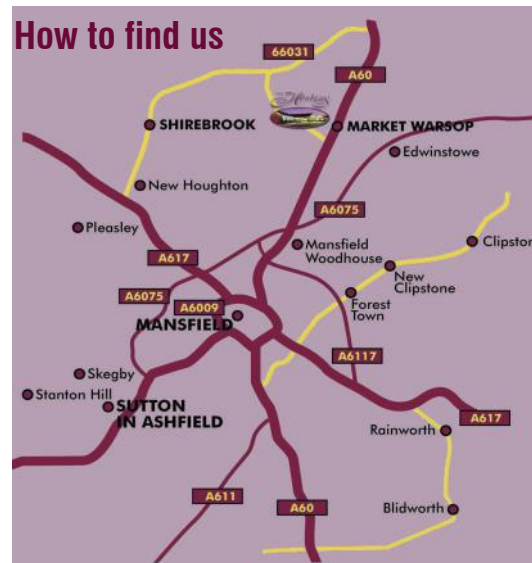 How to find us
66031
A60
SHIREBROOK
MARKET WARSOP
Edwinstowe
New Houghton
A6075
Pleasley
Mansfield
Woodhouse
Clipston
A617
New
Clipstone
A6075
A6009
Forest
Town
MANSFIELD
A6117
Skegby
Stanton Hill
SUTTON
IN ASHFIELD
A617
Rainworth
A611
A60
Blidworth